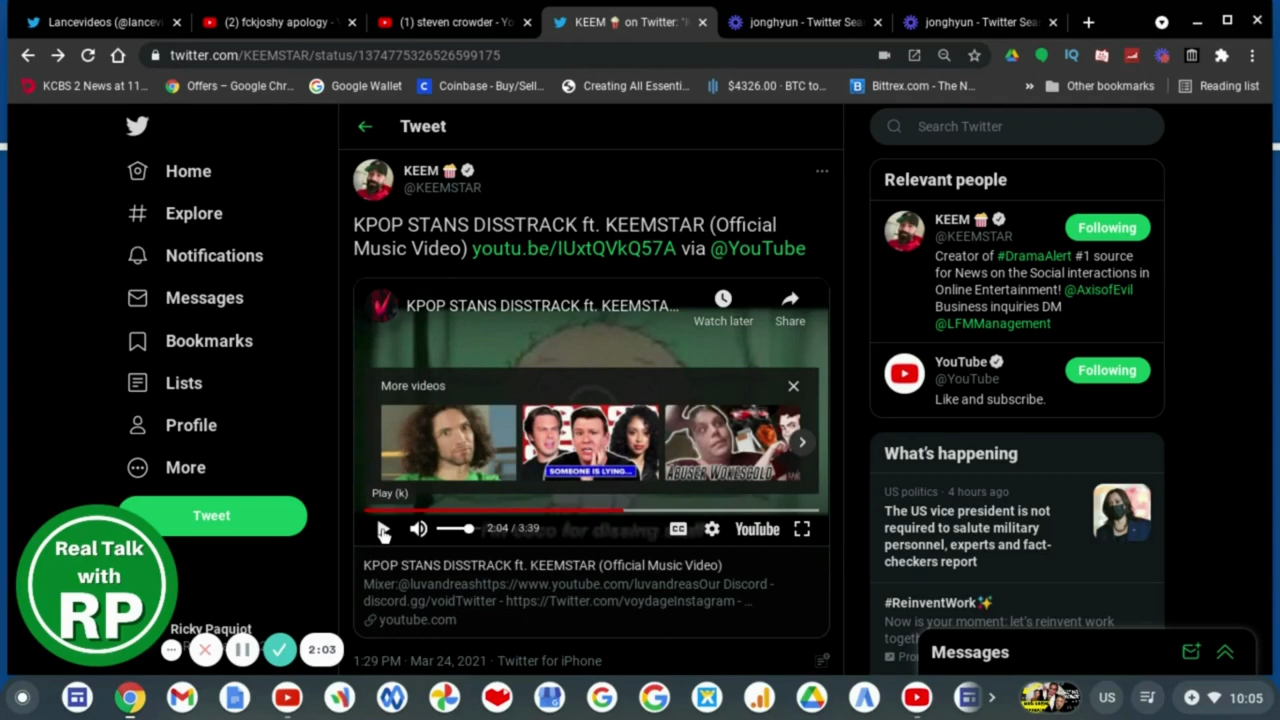 Lancevideos (@lancevi
(2) fckjoshy apology -
(1) steven crowder - Yo
KEEM on Twitter: "K
jonghyun - Twitter Sea
jonghyun - Twitter Sea
twitter.com/KEEMSTAR/status/1374775326526599175
KCBS 2 News at 11...
Offers – Google Chr...
Google Wallet
Coinbase - Buy/Sell...
Creating All Essenti...
$4326.00 · BTC to...
Bittrex.com - The N...
Other bookmarks
Reading list
Home
Explore
Notifications
Messages
Bookmarks
Lists
Profile
More
Tweet
Real Talk
with
RP
Ricky Paquiot
2:03
Tweet
KEEM
@KEEMSTAR
KPOP STANS DISSTRACK ft. KEEMSTAR (Official
Music Video) youtu.be/IUxtQVkQ57A via @YouTube
KPOP STANS DISSTRACK ft. KEEMSTA...
Watch later
Share
More videos
SOMEONE IS LYING...
ABUSER WONESGOLD
Play (k)
2:04 / 3:39
CC
YouTube
KPOP STANS DISSTRACK ft. KEEMSTAR (Official Music Video)
Mixer:@luvandreashttps://www.youtube.com/luvandreasOur Discord -
discord.gg/voidTwitter - https://Twitter.com/voydageInstagram - ...
youtube.com
1:29 PM · Mar 24, 2021 · Twitter for iPhone
Search Twitter
Relevant people
KEEM
@KEEMSTAR
Following
Creator of #DramaAlert #1 source
for News on the Social interactions in
Online Entertainment! @AxisofEvil
Business inquiries DM
@LFMManagement
YouTube
@YouTube
Following
Like and subscribe.
What's happening
US politics · 4 hours ago
The US vice president is not
required to salute military
personnel, experts and fact-
checkers report
#ReinventWork
Now is your moment: let's reinvent work
Messages
US
10:05